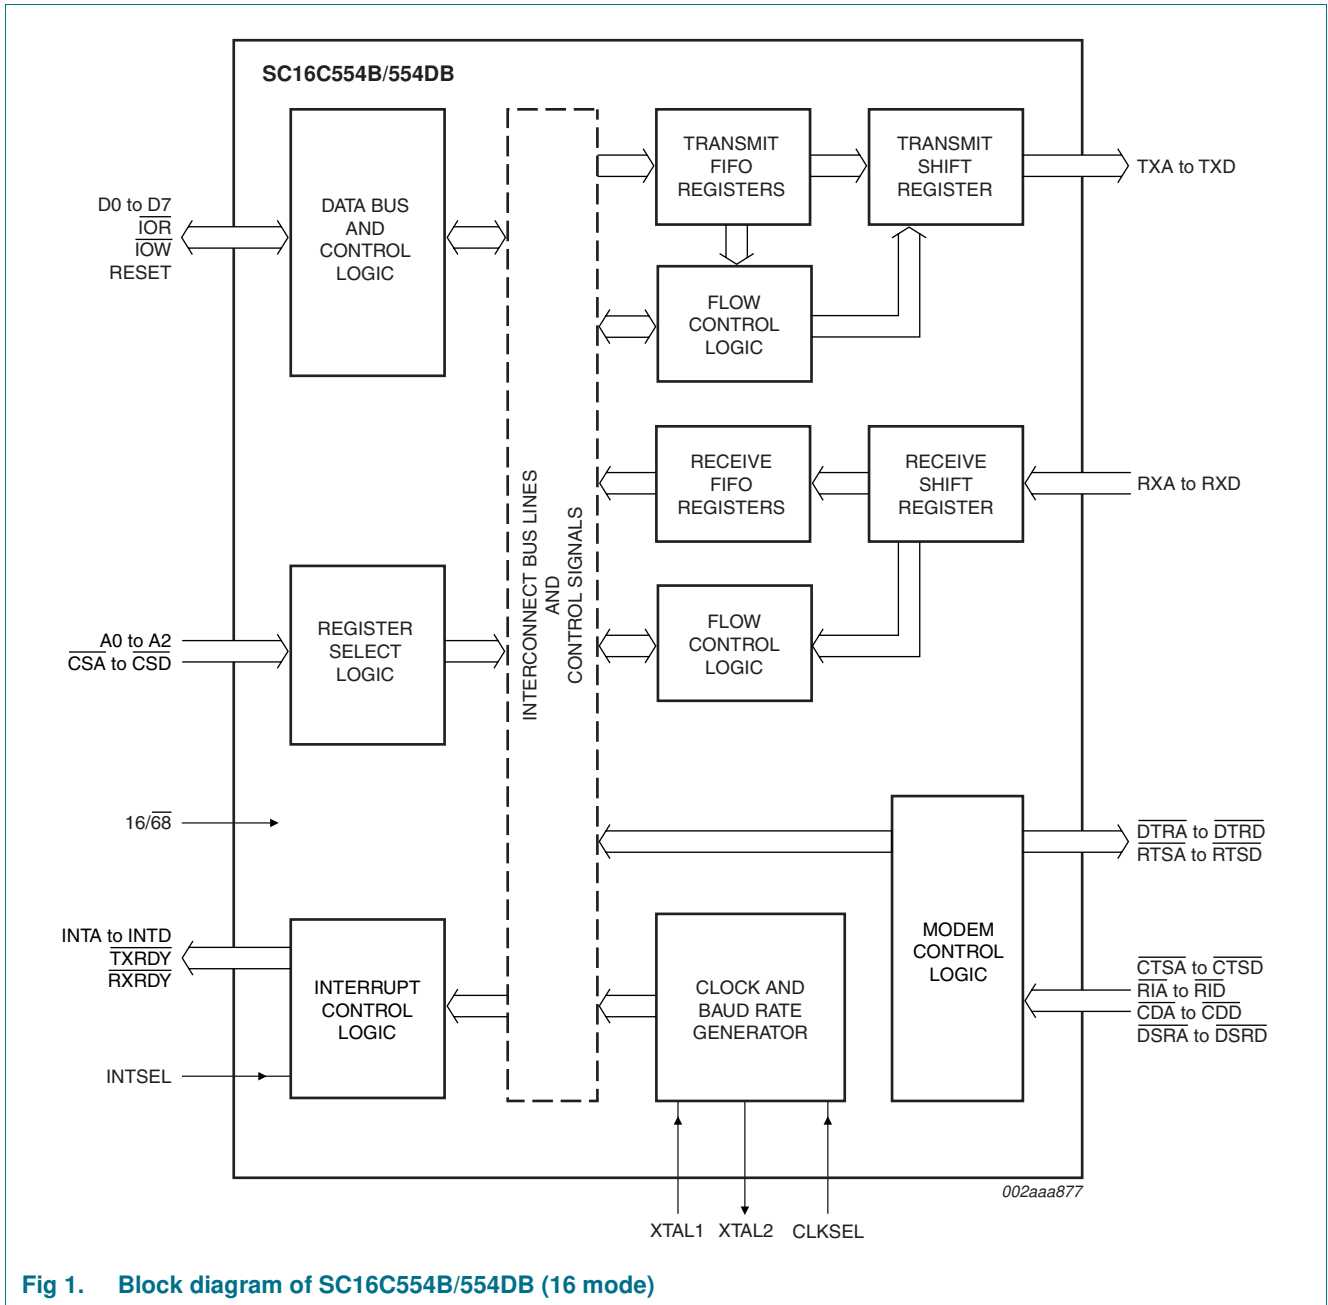 SC16C554B/554DB
D0 to D7
IOR
IOW
RESET
DATA BUS
AND
CONTROL
LOGIC
TRANSMIT
FIFO
REGISTERS
TRANSMIT
SHIFT
REGISTER
TXA to TXD
FLOW
CONTROL
LOGIC
RECEIVE
FIFO
REGISTERS
RECEIVE
SHIFT
REGISTER
RXA to RXD
INTERCONNECT BUS LINES
AND
CONTROL SIGNALS
A0 to A2
CSA to CSD
REGISTER
SELECT
LOGIC
FLOW
CONTROL
LOGIC
16/68
DTRA to DTRD
RTSA to RTSD
INTA to INTD
TXRDY
RXRDY
INTERRUPT
CONTROL
LOGIC
INTSEL
CLOCK AND
BAUD RATE
GENERATOR
MODEM
CONTROL
LOGIC
CTSA to CTSD
RIA to RID
CDA to CDD
DSRA to DSRD
002aaa877
XTAL1 XTAL2 CLKSEL
Fig 1. Block diagram of SC16C554B/554DB (16 mode)